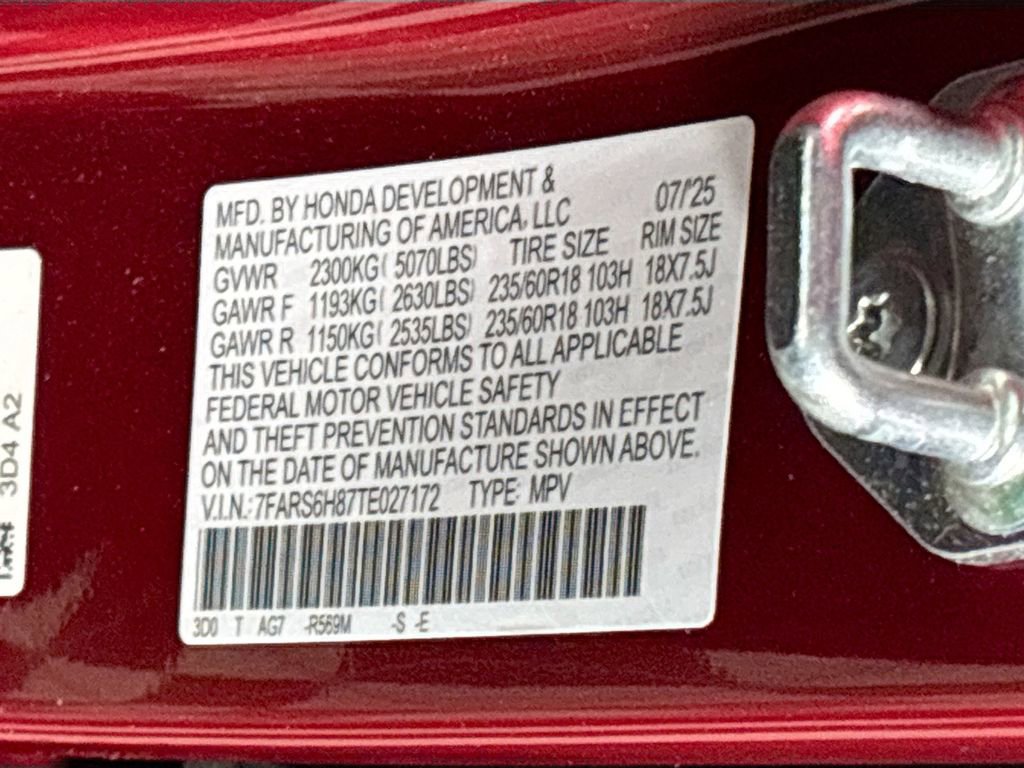 MFD. BY HONDA DEVELOPMENT &
MANUFACTURING OF AMERICA, LLC 07/'25
GVWR 2300KG( 5070LBS) TIRE SIZE RIM SIZE
GAWR F 1193KG( 2630LBS) 235/60R18 103H 18X7.5J
GAWR R 1150KG( 2535LBS) 235/60R18 103H 18X7.5J
THIS VEHICLE CONFORMS TO ALL APPLICABLE
FEDERAL MOTOR VEHICLE SAFETY
AND THEFT PREVENTION STANDARDS IN EFFECT
ON THE DATE OF MANUFACTURE SHOWN ABOVE.
V.I.N.:7FARS6H87TE027172 TYPE: MPV
3D0 T AG7 -R569M -S -E
3D4 A2